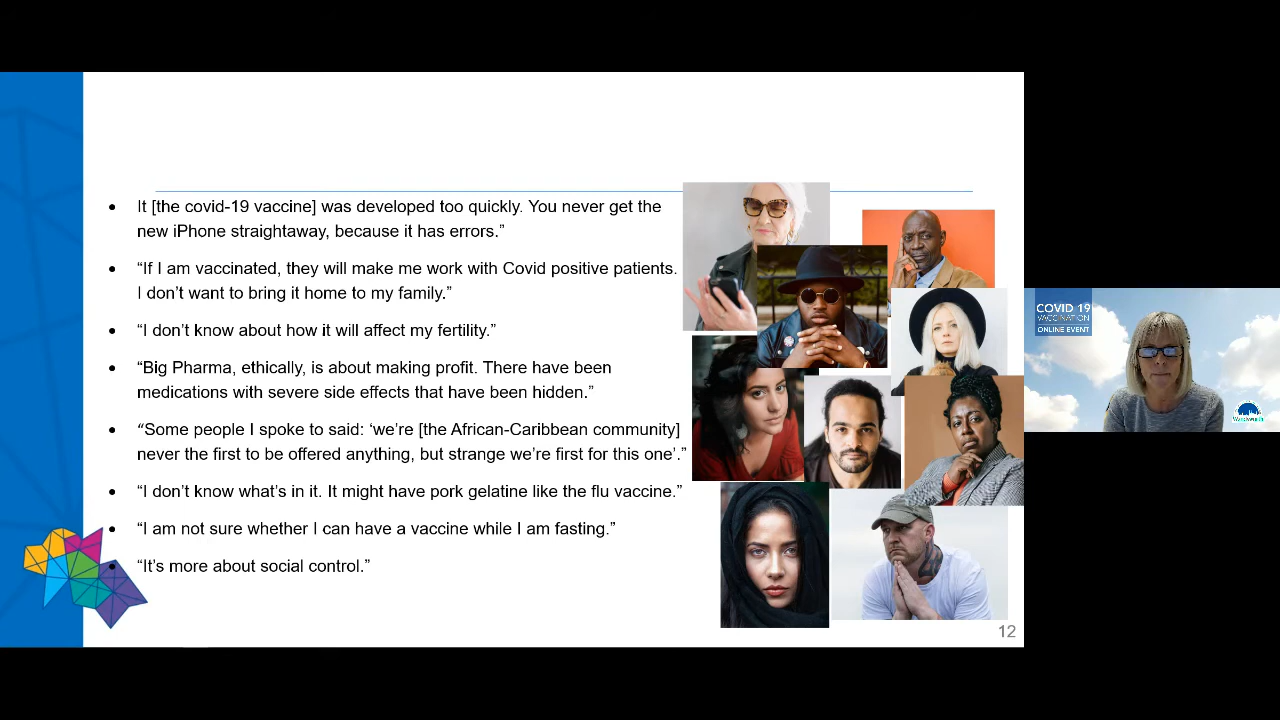 It [the covid-19 vaccine] was developed too quickly. You never get the
new iPhone straightaway, because it has errors.”
“If I am vaccinated, they will make me work with Covid positive patients.
I don’t want to bring it home to my family.”
“I don’t know about how it will affect my fertility.”
“Big Pharma, ethically, is about making profit. There have been
medications with severe side effects that have been hidden.”
“Some people I spoke to said: ‘we’re [the African-Caribbean community]
never the first to be offered anything, but strange we’re first for this one’.”
“I don’t know what’s in it. It might have pork gelatine like the flu vaccine.”
“I am not sure whether I can have a vaccine while I am fasting.”
“It’s more about social control.”
12
COVID 19
VACCINATION
ONLINE EVENT
Wandsworth